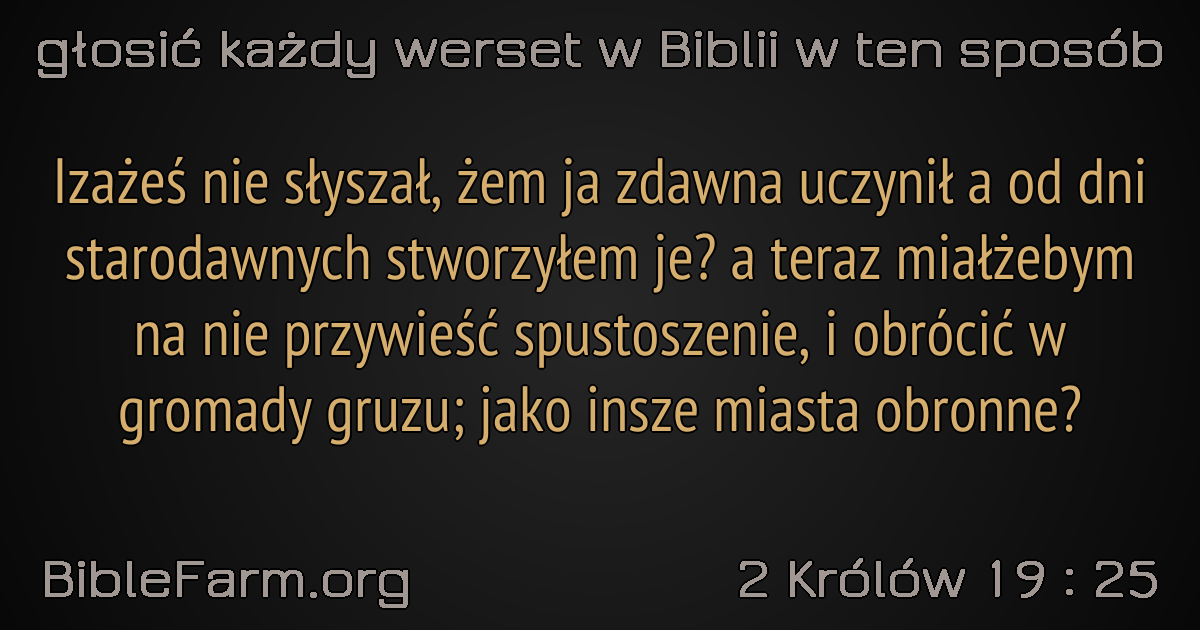 głosić każdy werset w Biblii w ten sposób
Izażeś nie słyszał, żem ja zdawna uczynił a od dni
starodawnych stworzyłem je? a teraz miałżebym
na nie przywieść spustoszenie, i obrócić w
gromady gruzu; jako insze miasta obronne?
BibleFarm.org
2 Królów 19 : 25